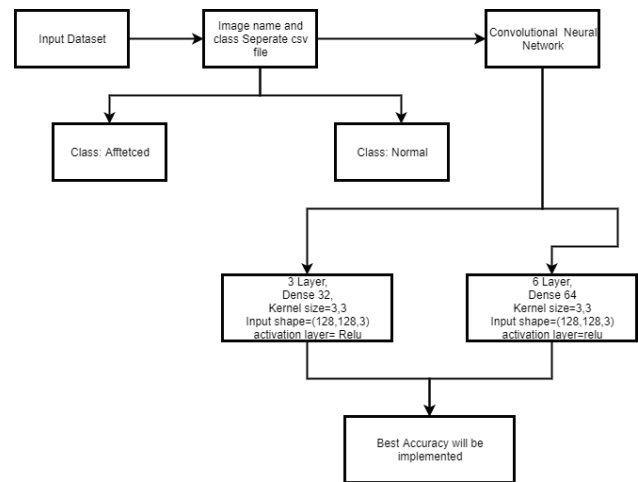 Input Dataset
Image name and
class Seperate csv
file
Convolutional Neural
Network
Class: Afftetced
Class: Normal
3 Layer,
Dense 32,
Kernel size=3,3
Input shape=(128,128,3)
activation layer= Relu
6 Layer,
Dense 64
Kernel size=3,3
Input shape=(128,128,3)
activation layer=relu
Best Accuracy will be
implemented